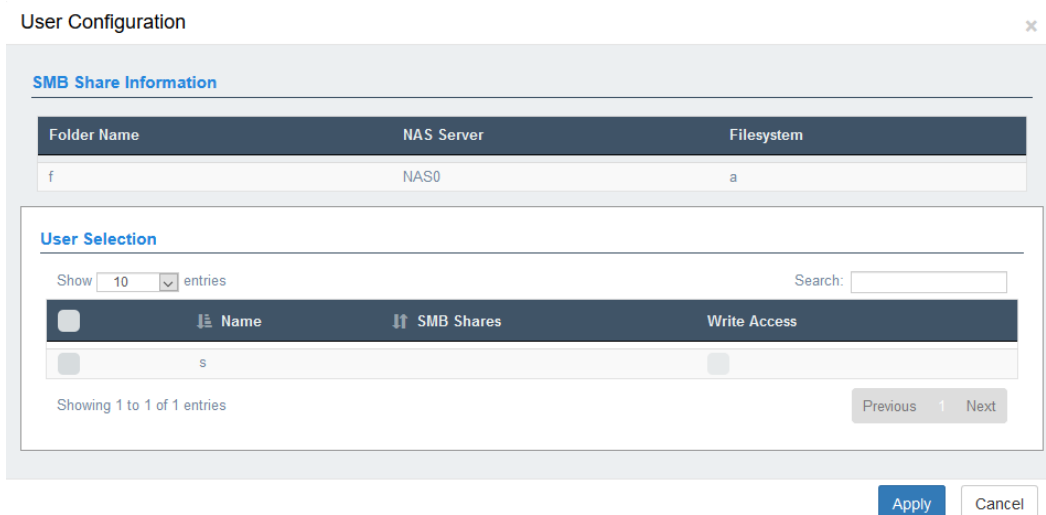 User Configuration ×
SMB Share Information
Folder Name NAS Server Filesystem
f NAS0 a
User Selection
Show 10 entries Search:
Name SMB Shares Write Access
s
Showing 1 to 1 of 1 entries Previous 1 Next
Apply Cancel